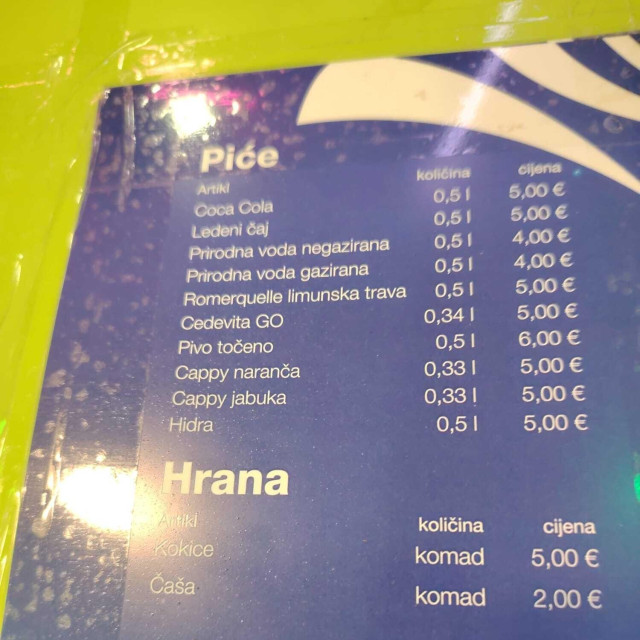 Piće
Artikl količina cijena
Coca Cola 0,5 l 5,00 €
Ledeni čaj 0,5 l 5,00 €
Prirodna voda negazirana 0,5 l 4,00 €
Prirodna voda gazirana 0,5 l 4,00 €
Romerquelle limunska trava 0,5 l 5,00 €
Cedevita GO 0,34 l 5,00 €
Pivo točeno 0,5 l 6,00 €
Cappy naranča 0,33 l 5,00 €
Cappy jabuka 0,33 l 5,00 €
Hidra 0,5 l 5,00 €
Hrana
Artikl količina cijena
Kokice komad 5,00 €
Čaša komad 2,00 €